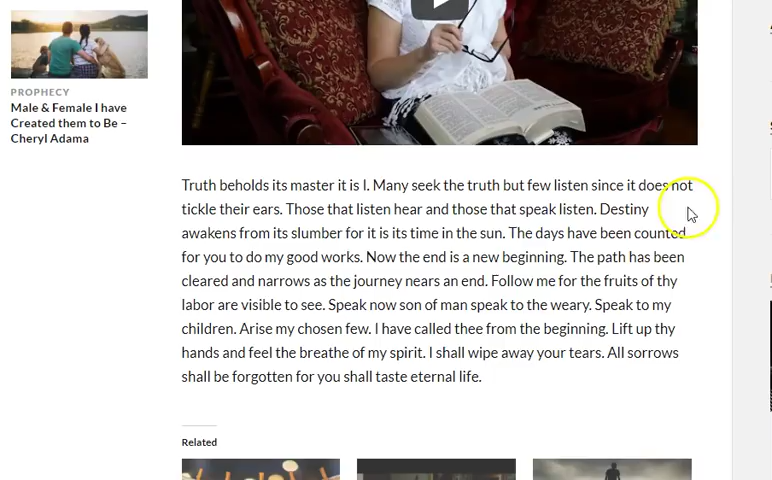 PROPHECY
Male & Female I have
Created them to Be –
Cheryl Adama
Truth beholds its master it is I. Many seek the truth but few listen since it does not
tickle their ears. Those that listen hear and those that speak listen. Destiny
awakens from its slumber for it is its time in the sun. The days have been counted
for you to do my good works. Now the end is a new beginning. The path has been
cleared and narrows as the journey nears an end. Follow me for the fruits of thy
labor are visible to see. Speak now son of man speak to the weary. Speak to my
children. Arise my chosen few. I have called thee from the beginning. Lift up thy
hands and feel the breathe of my spirit. I shall wipe away your tears. All sorrows
shall be forgotten for you shall taste eternal life.
Related